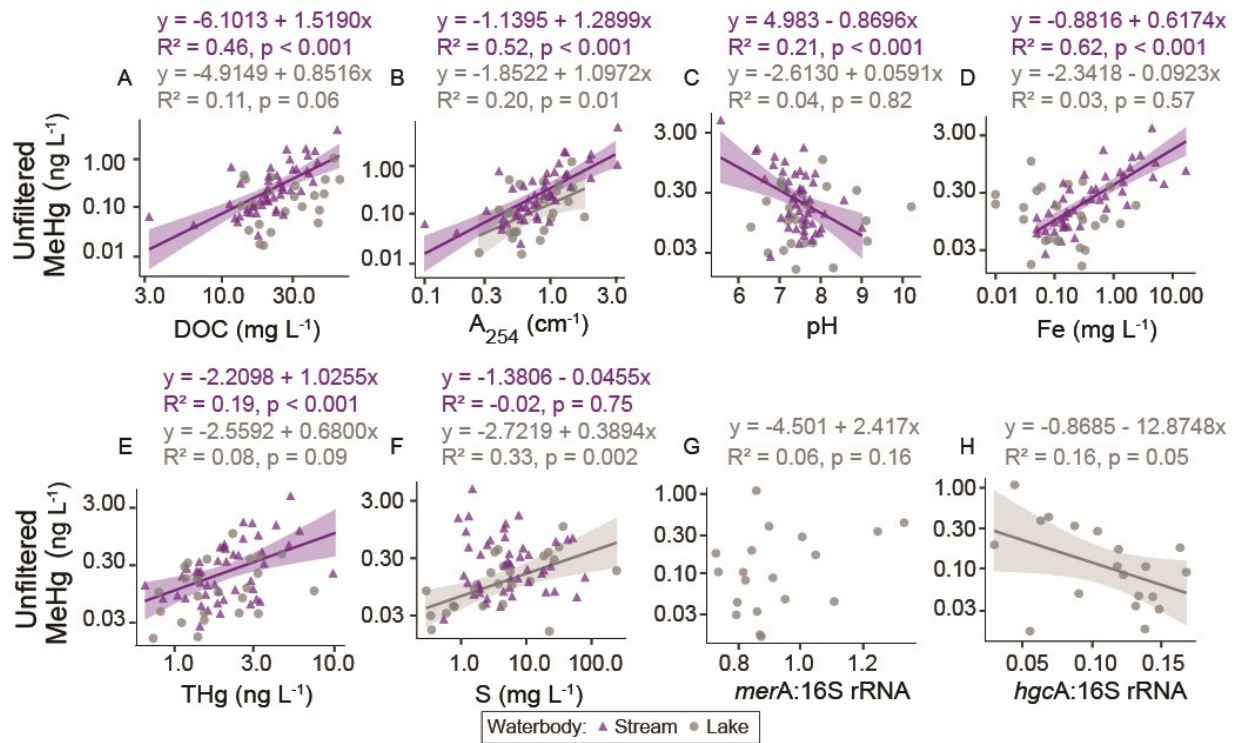 y = -6.1013 + 1.5190x
R² = 0.46, p < 0.001
y = -4.9149 + 0.8516x
R² = 0.11, p = 0.06
A
1.00
0.10
0.01
3.0 10.0 30.0
DOC (mg L⁻¹)
y = -1.1395 + 1.2899x
R² = 0.52, p < 0.001
y = -1.8522 + 1.0972x
R² = 0.20, p = 0.01
B
1.00
0.10
0.01
0.1 0.3 1.0 3.0
A₂₅₄ (cm⁻¹)
y = 4.983 - 0.8696x
R² = 0.21, p < 0.001
y = -2.6130 + 0.0591x
R² = 0.04, p = 0.82
C
3.00
0.30
0.03
6 7 8 9 10
pH
y = -0.8816 + 0.6174x
R² = 0.62, p < 0.001
y = -2.3418 - 0.0923x
R² = 0.03, p = 0.57
D
3.00
0.30
0.03
0.01 0.10 1.00 10.00
Fe (mg L⁻¹)
Unfiltered
MeHg (ng L⁻¹)
y = -2.2098 + 1.0255x
R² = 0.19, p < 0.001
y = -2.5592 + 0.6800x
R² = 0.08, p = 0.09
E
3.00
0.30
0.03
1.0 3.0 10.0
THg (ng L⁻¹)
y = -1.3806 - 0.0455x
R² = -0.02, p = 0.75
y = -2.7219 + 0.3894x
R² = 0.33, p = 0.002
F
3.00
0.30
0.03
1.0 10.0 100.0
S (mg L⁻¹)
y = -4.501 + 2.417x
R² = 0.06, p = 0.16
G
1.00
0.30
0.10
0.03
0.8 1.0 1.2
merA:16S rRNA
y = -0.8685 - 12.8748x
R² = 0.16, p = 0.05
H
1.00
0.30
0.10
0.03
0.05 0.10 0.15
hgcA:16S rRNA
Unfiltered
MeHg (ng L⁻¹)
Waterbody: Stream Lake